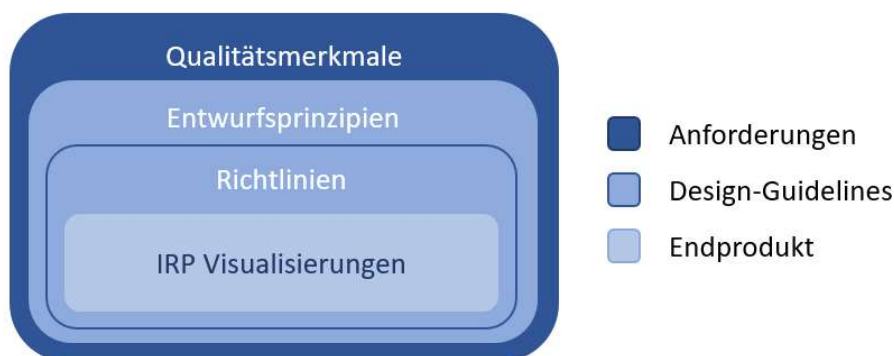 Qualitätsmerkmale
Entwurfsprinzipien
Richtlinien
IRP Visualisierungen
Anforderungen
Design-Guidelines
Endprodukt